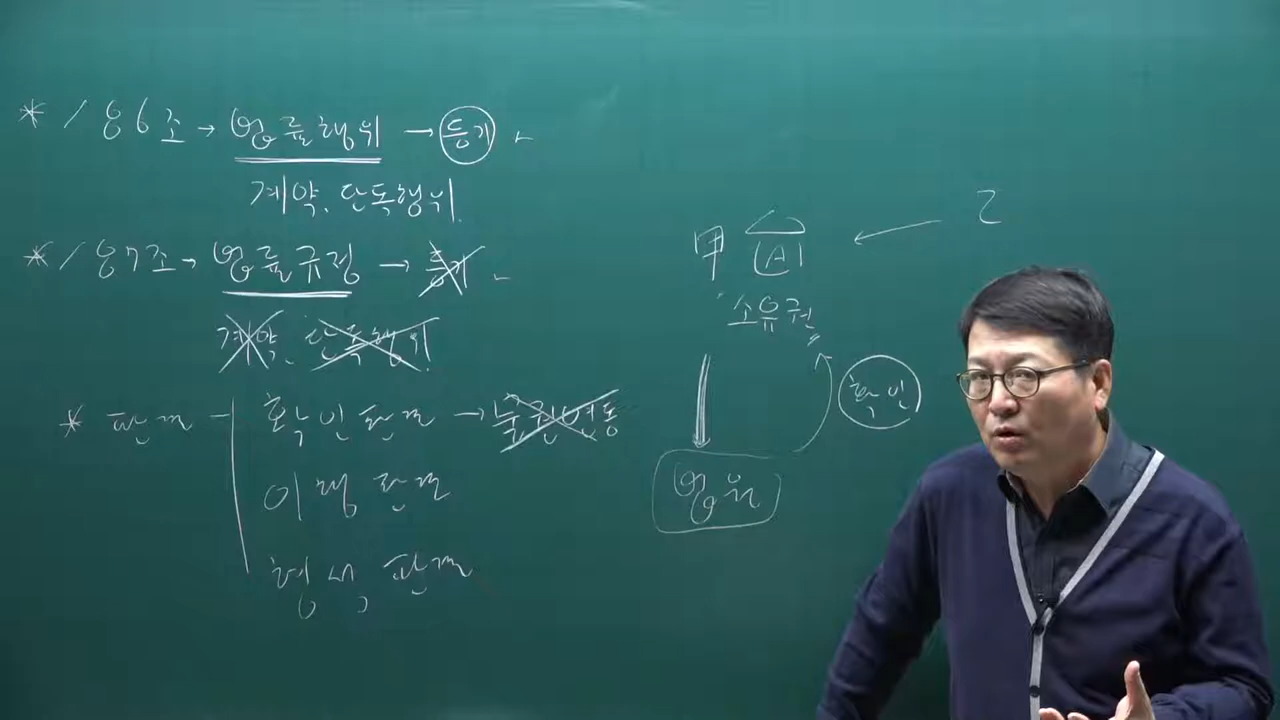 * 186조 → 법률행위 → 등기
계약, 단독행위
* 187조 → 법률규정 → 등기
계약, 단독행위
* 판결
확인판결 → 물권변동
이행판결
형성판결
甲
乙
소유권
확인
법원